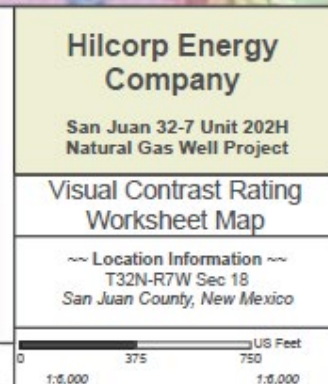 Hilcorp Energy
Company
San Juan 32-7 Unit 202H
Natural Gas Well Project
Visual Contrast Rating
Worksheet Map
~~ Location Information ~~
T32N-R7W Sec 18
San Juan County, New Mexico
US Feet
0 375 750
1:6,000 1:6,000